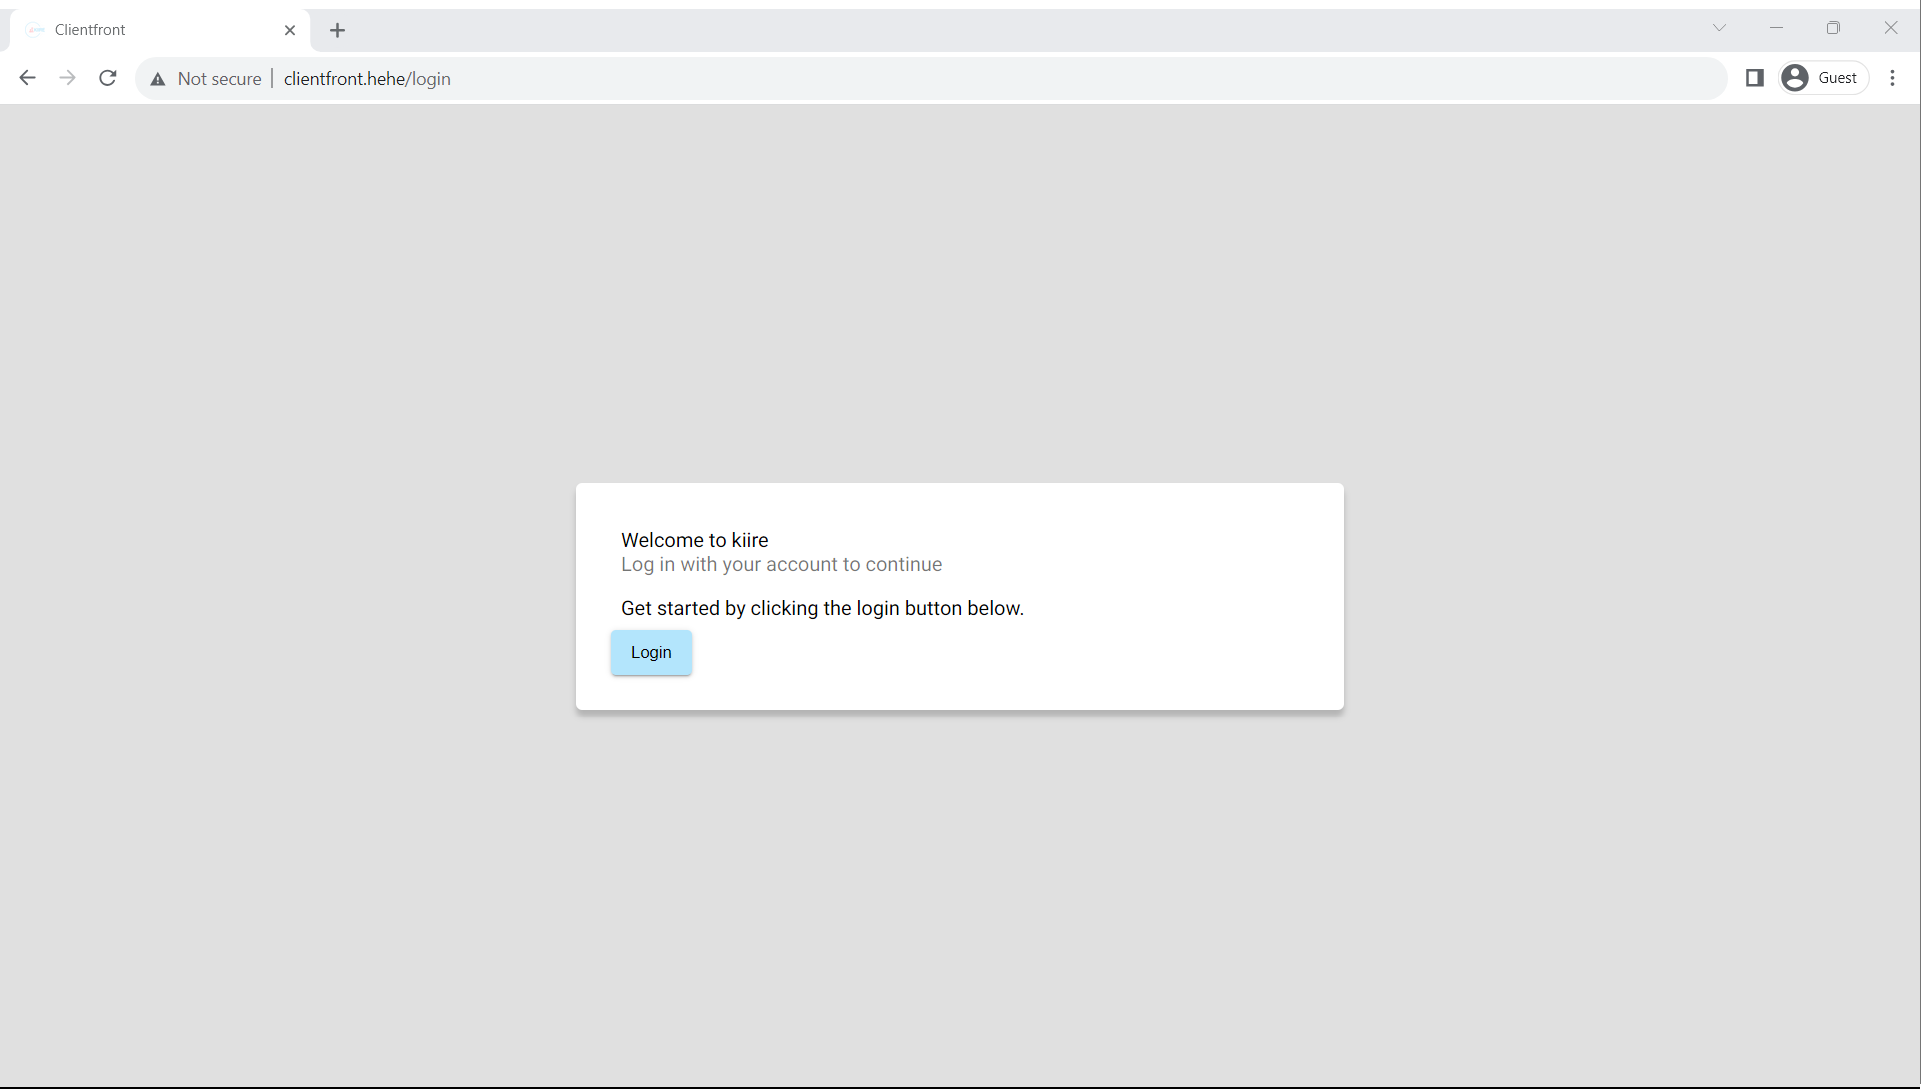 Clientfront
Not secure
clientfront.hehe/login
Guest
Welcome to kiire
Log in with your account to continue
Get started by clicking the login button below.
Login